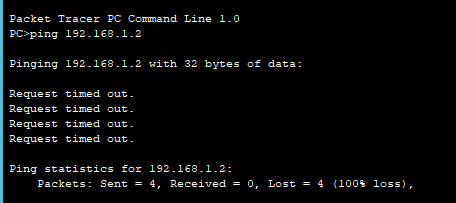 Packet Tracer PC Command Line 1.0
PC>ping 192.168.1.2
Pinging 192.168.1.2 with 32 bytes of data:
Request timed out.
Request timed out.
Request timed out.
Request timed out.
Ping statistics for 192.168.1.2:
Packets: Sent = 4, Received = 0, Lost = 4 (100% loss),